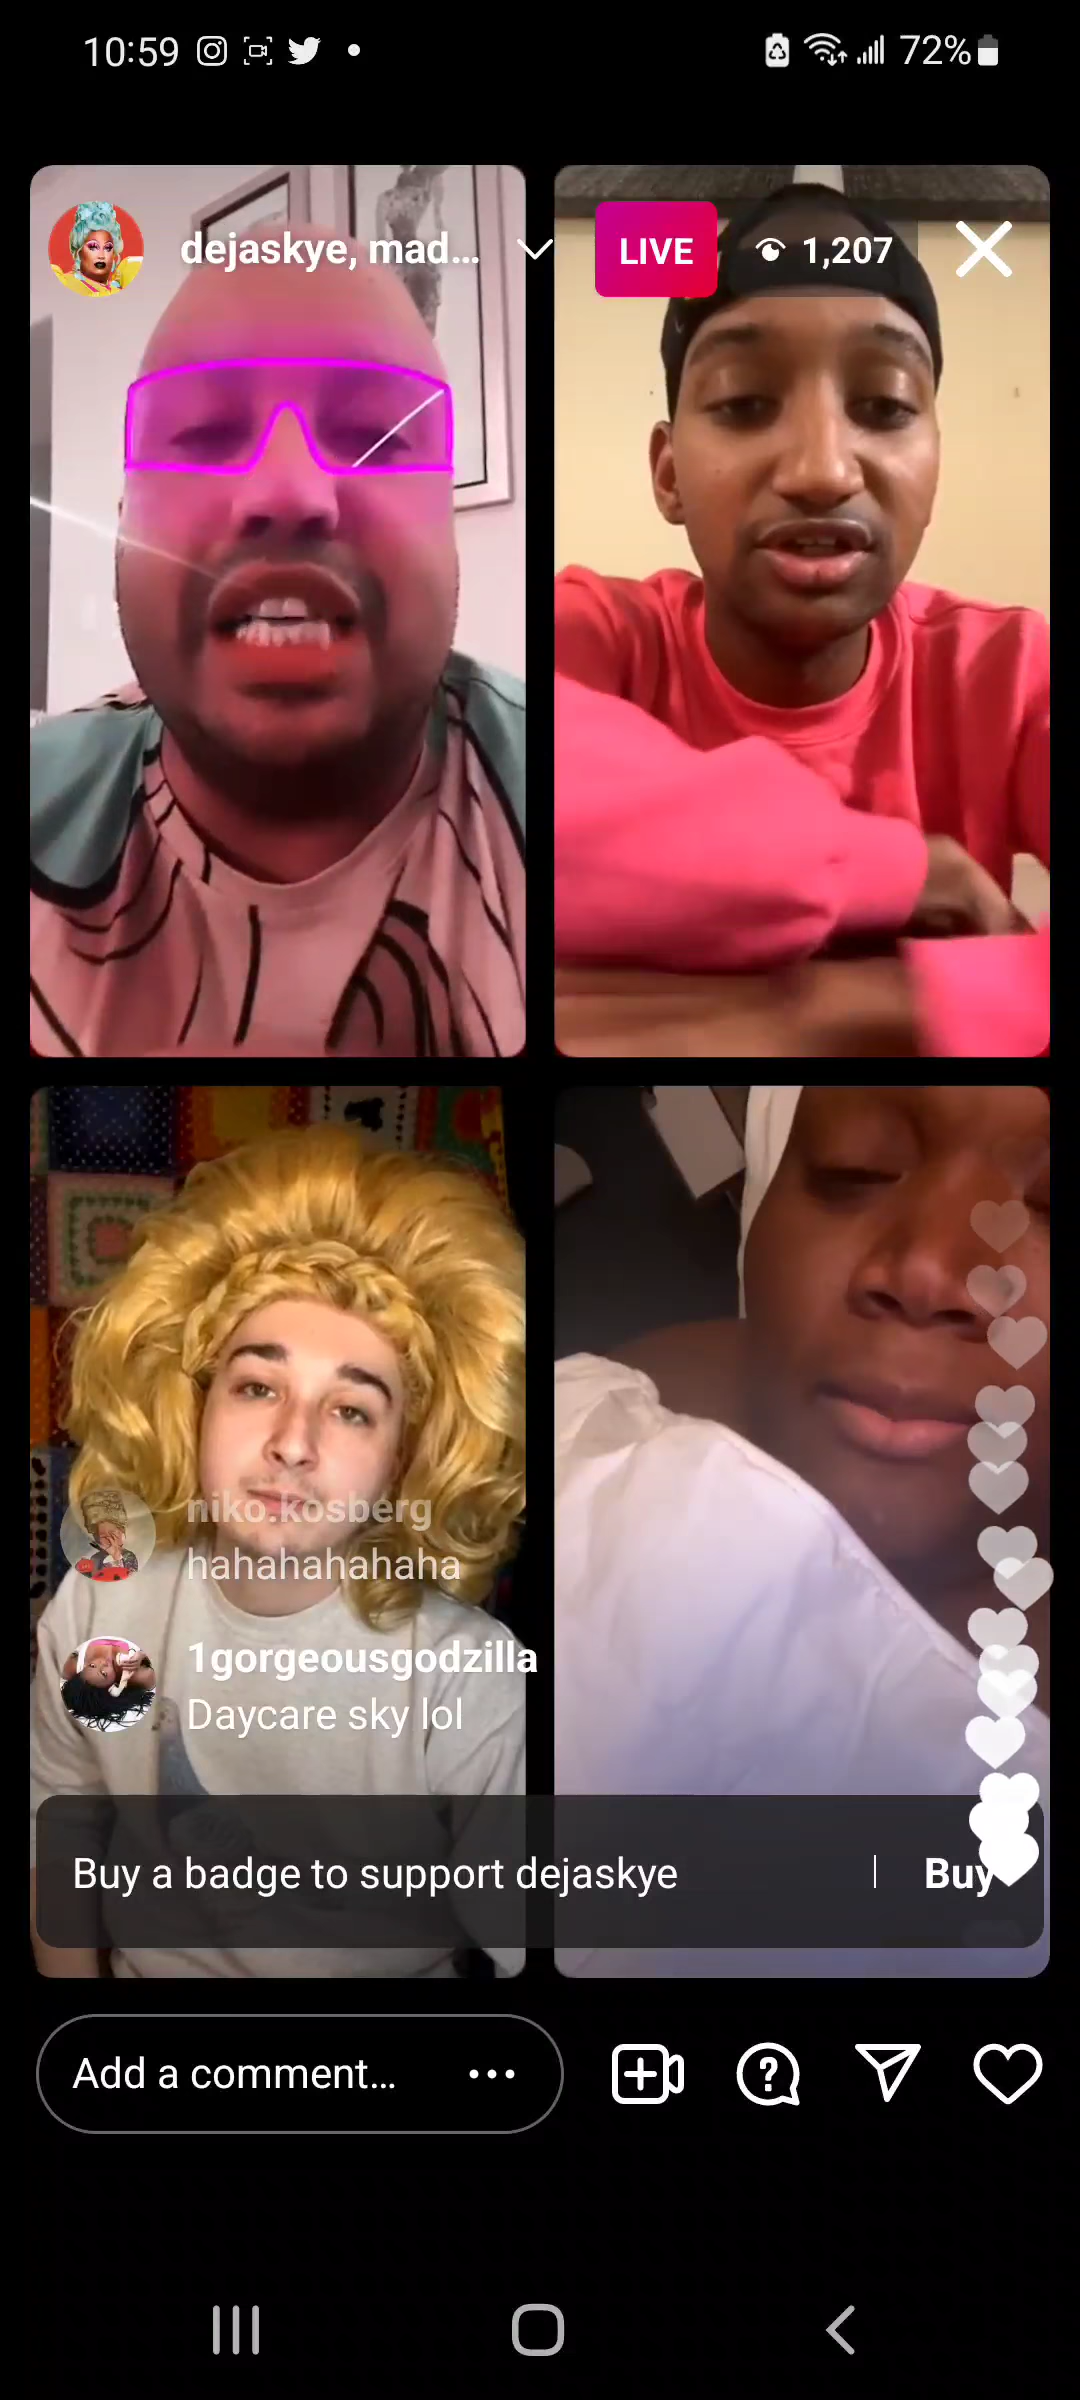 10:59
72%
dejaskye, mad...
LIVE
1,207
niko.kosberg
hahahahahaha
1gorgeousgodzilla
Daycare sky lol
Buy a badge to support dejaskye | Buy
Add a comment...